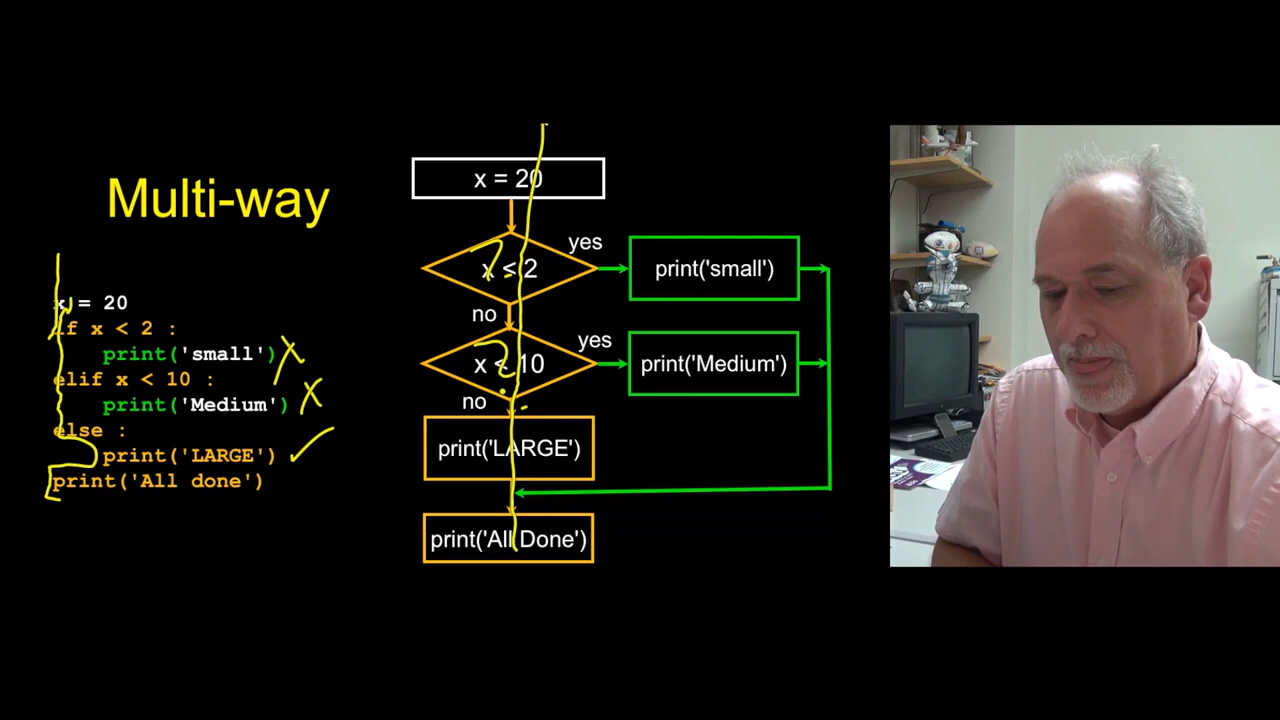 Multi-way
x = 20
if x < 2 :
print('small')
elif x < 10 :
print('Medium')
else :
print('LARGE')
print('All done')
x = 20
x < 2
yes
print('small')
no
x < 10
yes
print('Medium')
no
print('LARGE')
print('All Done')